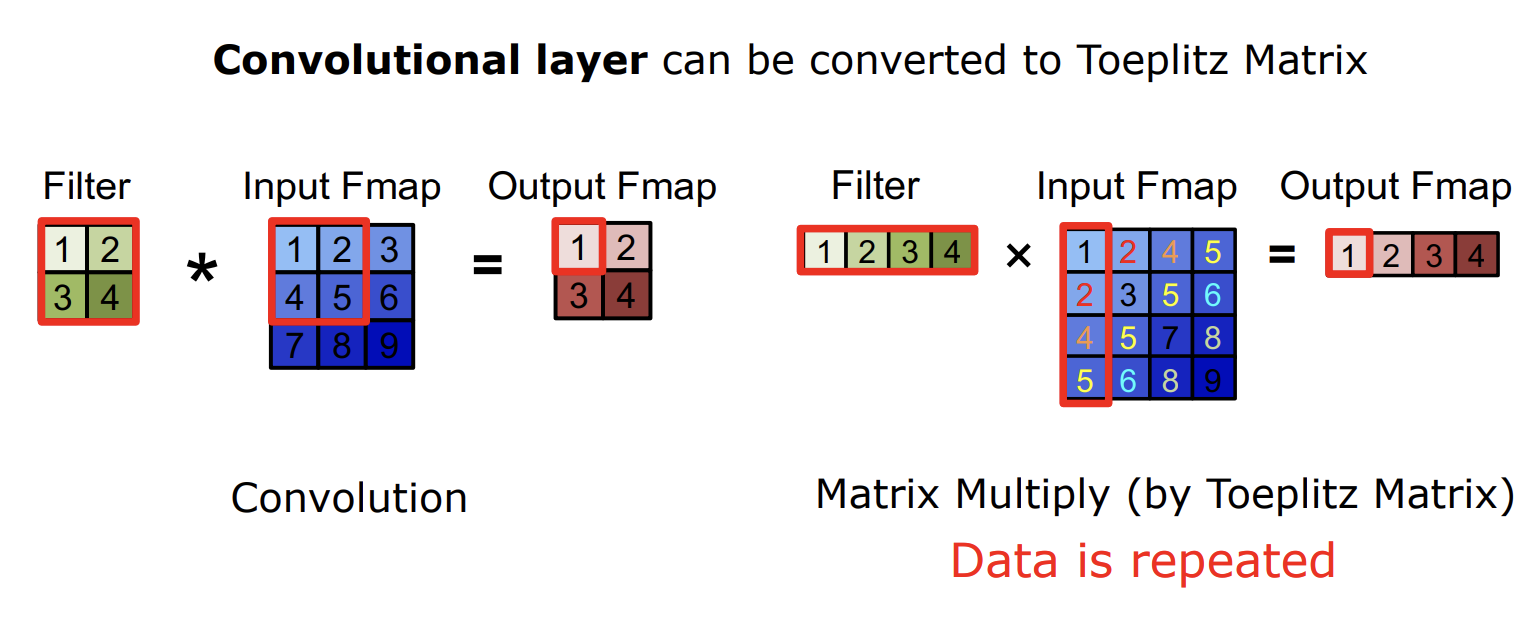 Convolutional layer can be converted to Toeplitz Matrix
Filter
1 2
3 4
*
Input Fmap
1 2 3
4 5 6
7 8 9
=
Output Fmap
1 2
3 4
Convolution
Filter
1 2 3 4
×
Input Fmap
1 2 4 5
2 3 5 6
4 5 7 8
5 6 8 9
=
Output Fmap
1 2 3 4
Matrix Multiply (by Toeplitz Matrix)
Data is repeated